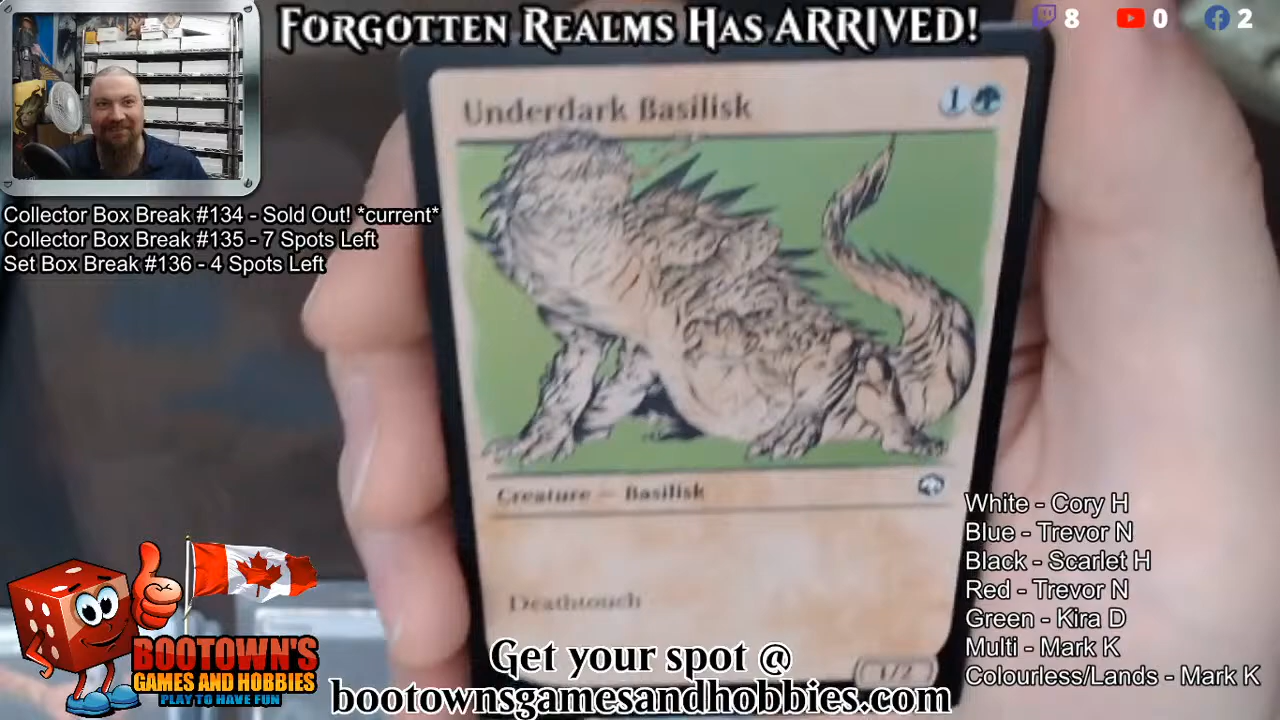 FORGOTTEN REALMS HAS ARRIVED!
8 0 2
Underdark Basilisk 1
Collector Box Break #134 - Sold Out! *current*
Collector Box Break #135 - 7 Spots Left
Set Box Break #136 - 4 Spots Left
Creature — Basilisk
Deathtouch
1/2
White - Cory H
Blue - Trevor N
Black - Scarlet H
Red - Trevor N
Green - Kira D
Multi - Mark K
Colourless/Lands - Mark K
BOOTOWN'S
GAMES AND HOBBIES
PLAY TO HAVE FUN
Get your spot @
bootownsgamesandhobbies.com